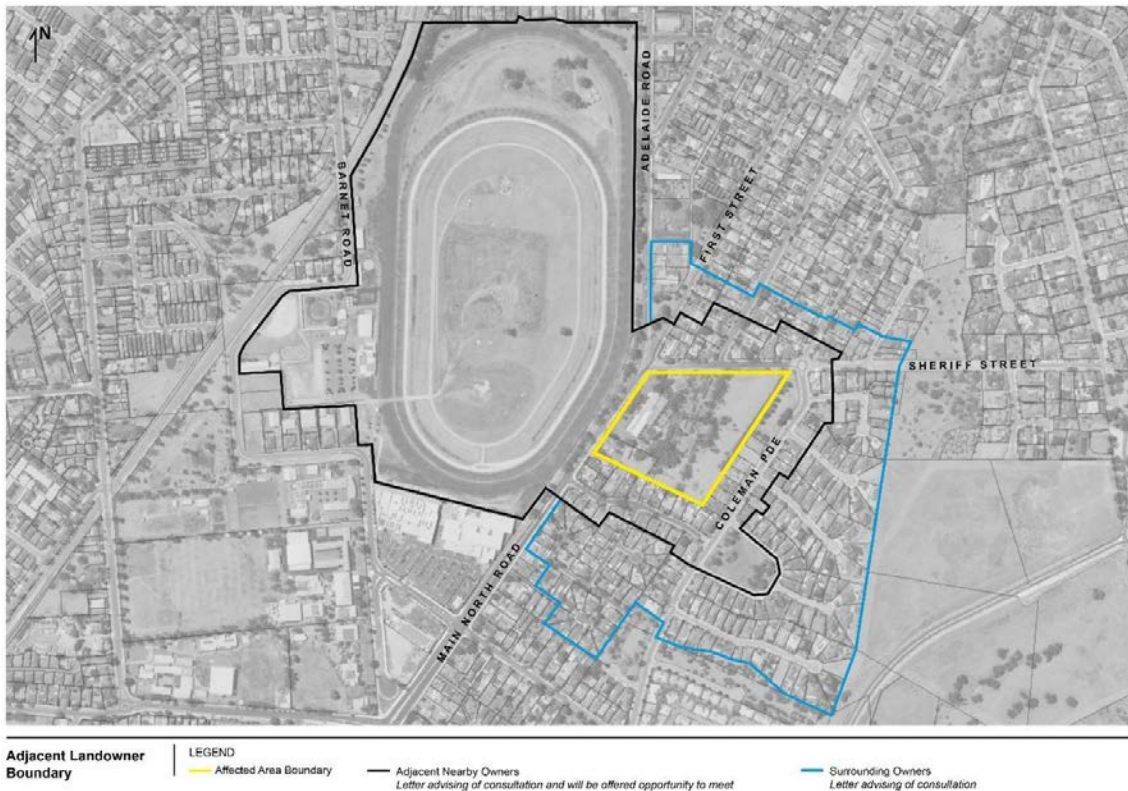 N
BARNET ROAD
ADELAIDE ROAD
FIRST STREET
SHERIFF STREET
COLEMAN PDE
MAIN NORTH ROAD
Adjacent Landowner
Boundary
LEGEND
Affected Area Boundary
Adjacent Nearby Owners
Letter advising of consultation and will be offered opportunity to meet
Surrounding Owners
Letter advising of consultation